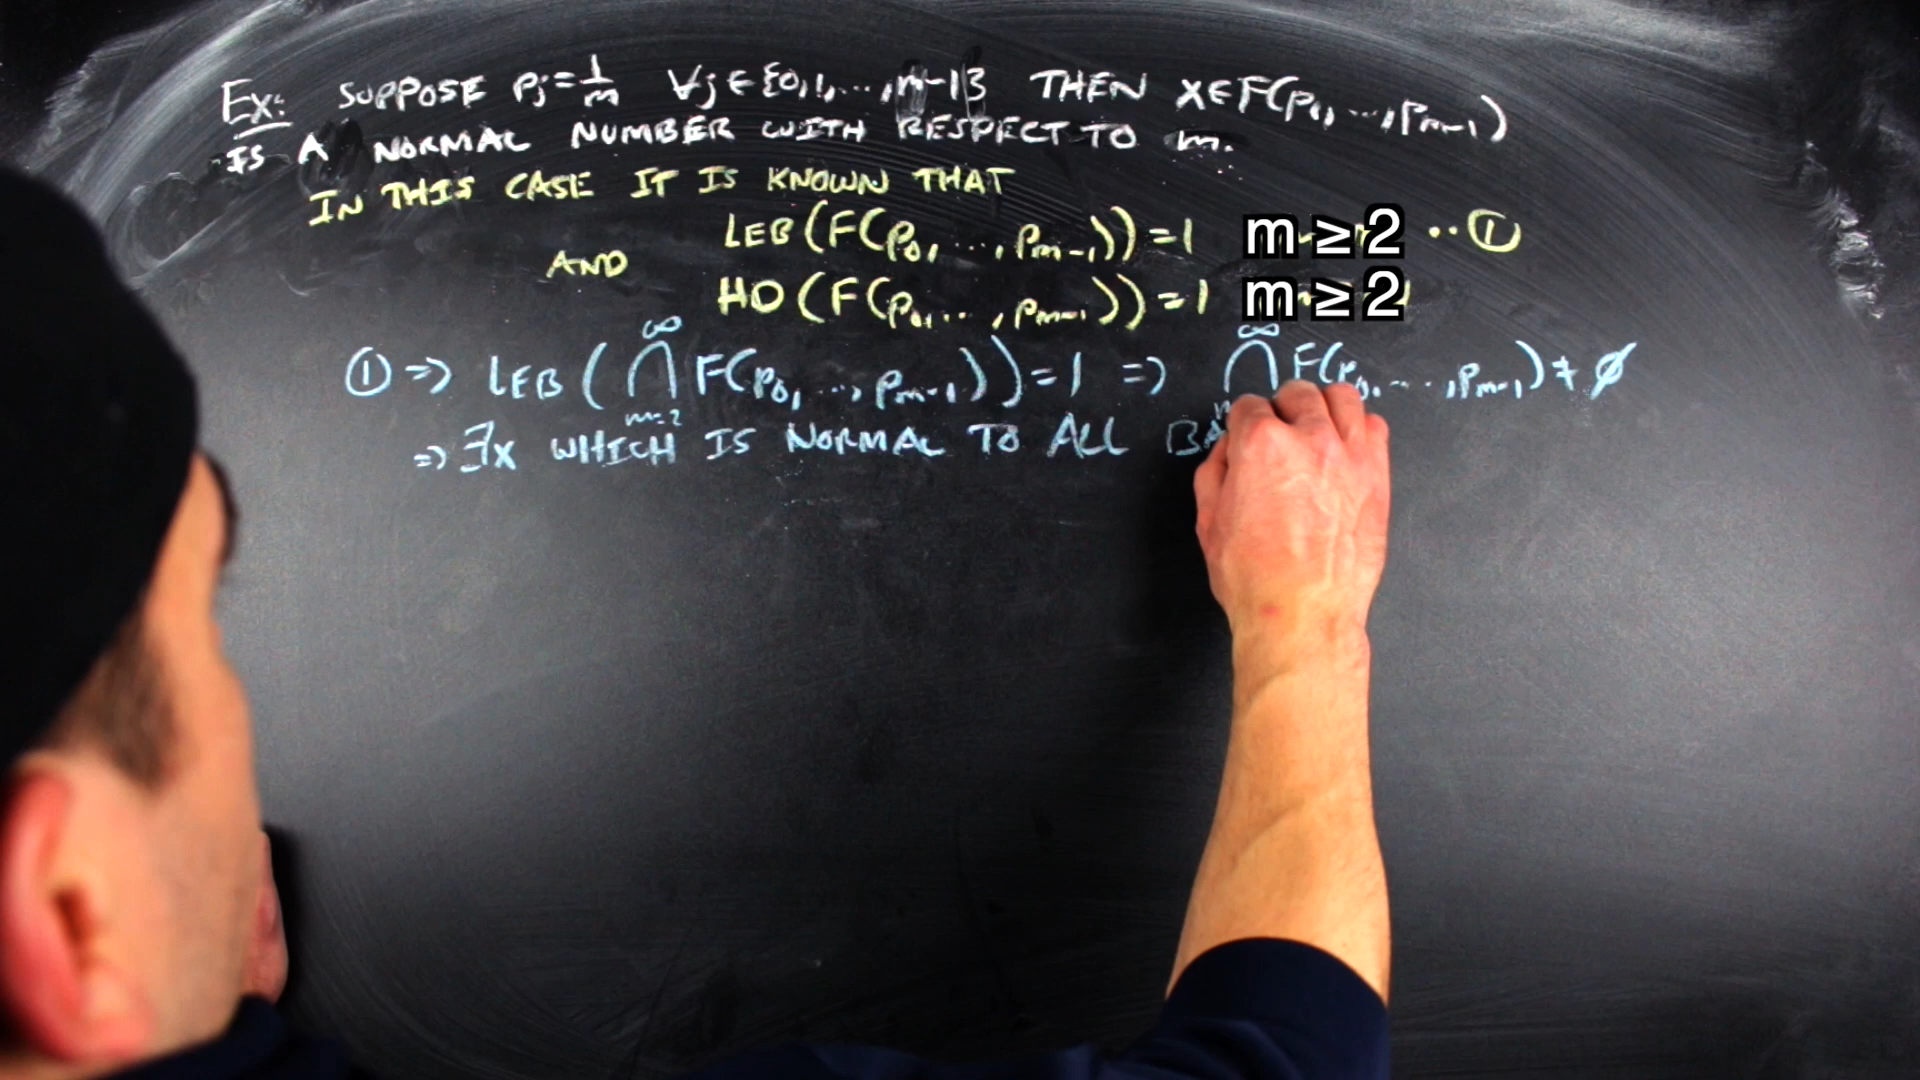 Ex: SUPPOSE pj=1/m ∀j∈{0,1,...,m-1} THEN x∈F(p0,...,pm-1)
IS A NORMAL NUMBER WITH RESPECT TO m.
IN THIS CASE IT IS KNOWN THAT
LEB(F(p0,...,pm-1))=1 m ≥ 2 ..①
AND
HD(F(p0,...,pm-1))=1 m ≥ 2
①=> LEB(∞⋂m=2 F(p0,...,pm-1))=1 => ∞⋂ F(p0,...,pm-1)≠∅
=>∃x WHICH IS NORMAL TO ALL